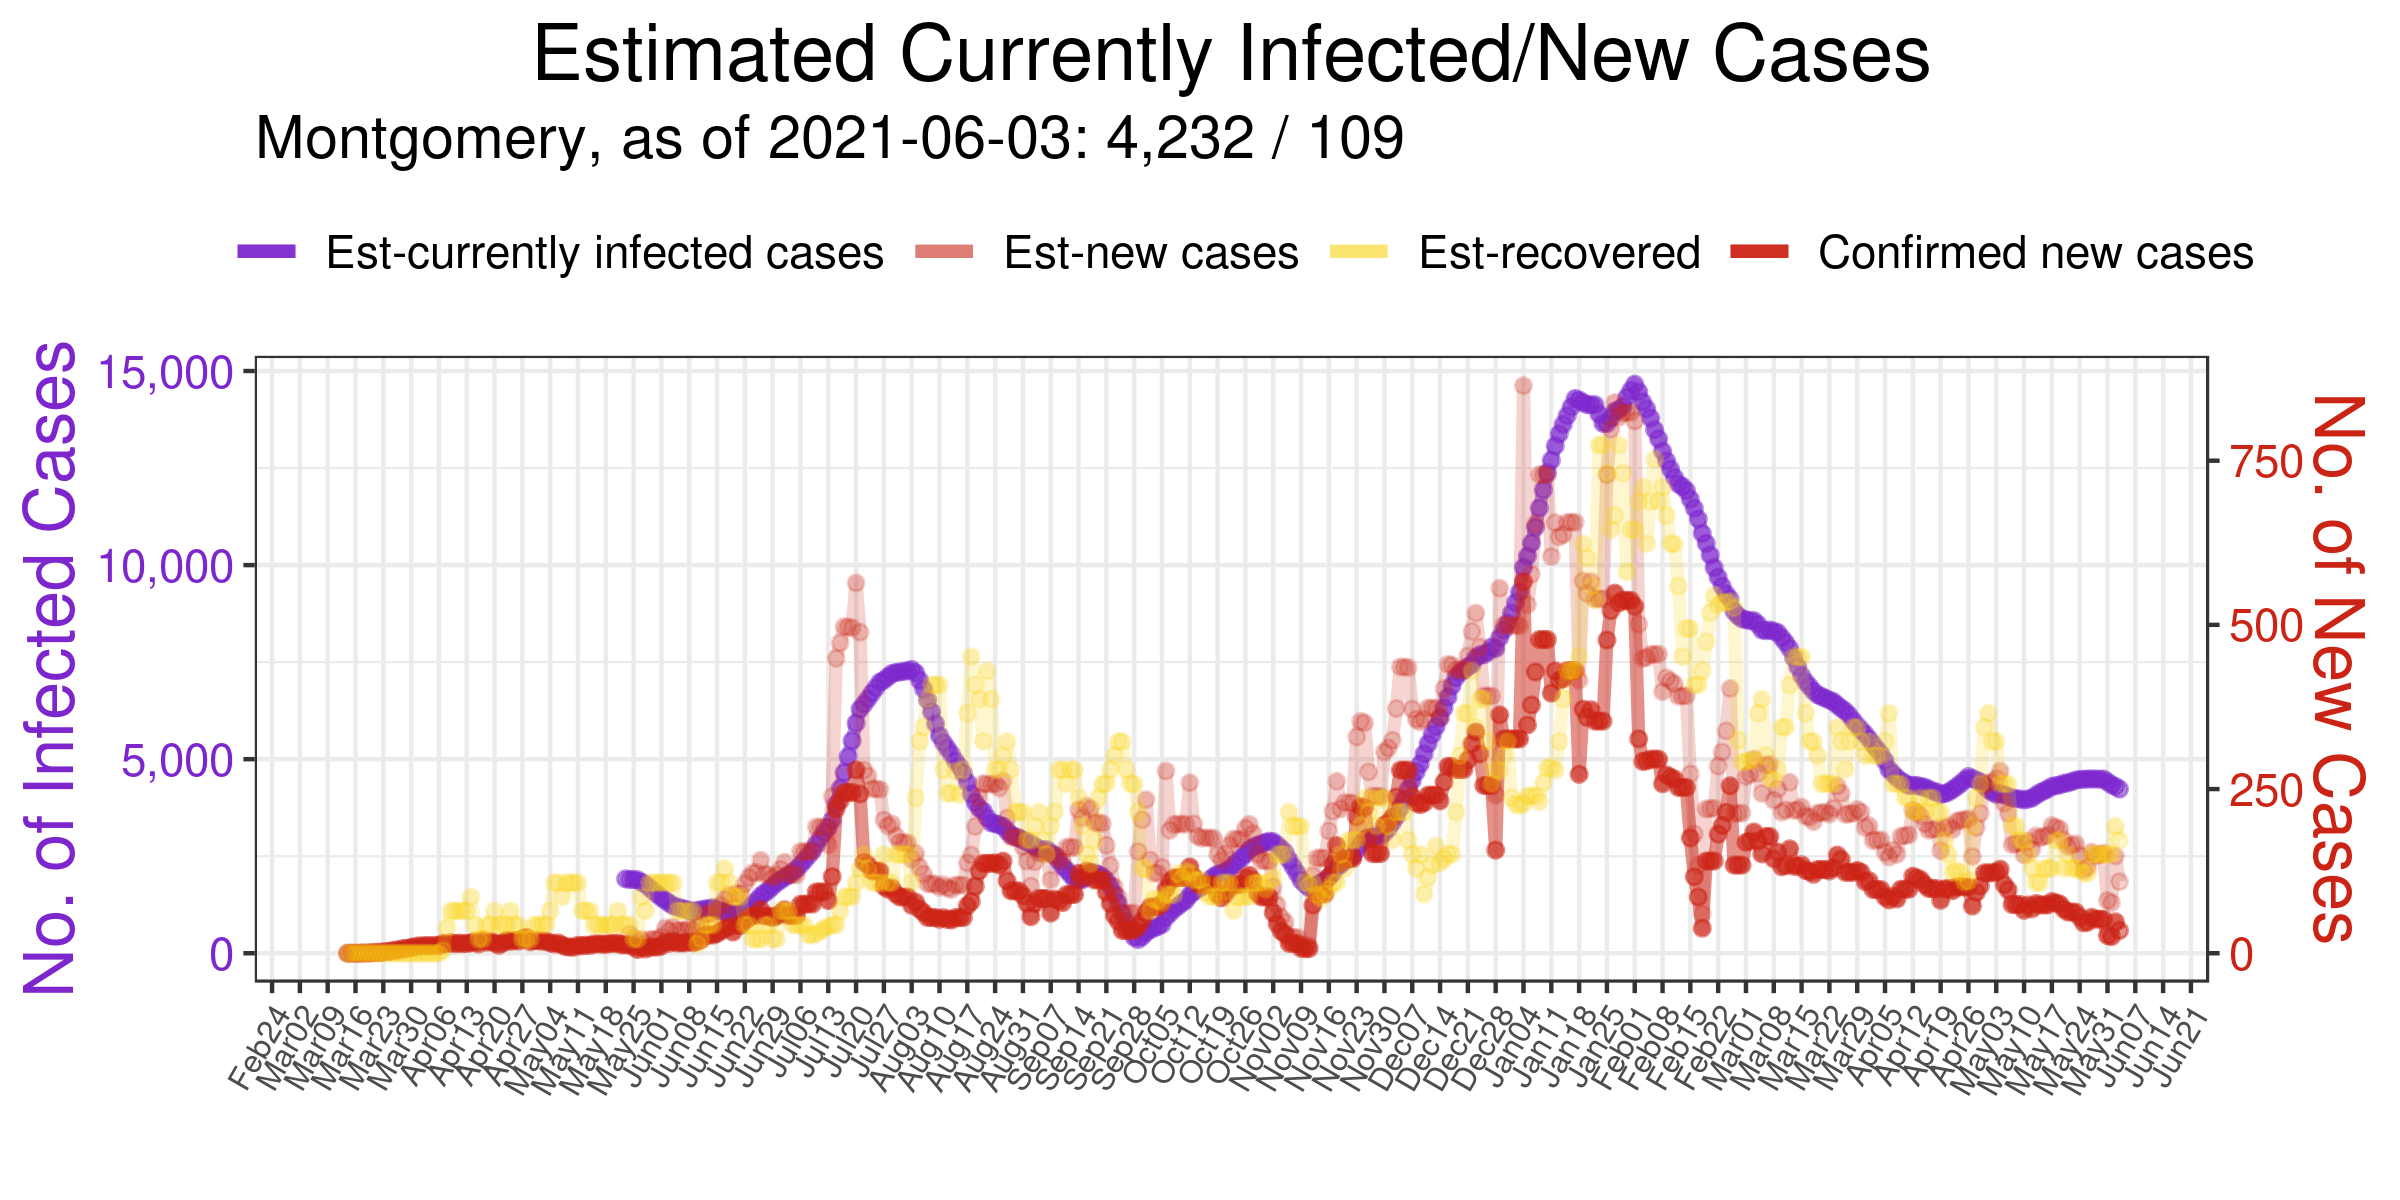 Estimated Currently Infected/New Cases
Montgomery, as of 2021-06-03: 4,232 / 109
Est-currently infected cases Est-new cases Est-recovered Confirmed new cases
No. of Infected Cases
15,000
10,000
5,000
0
750
500
250
0
No. of New Cases
Feb24 Mar02 Mar09 Mar16 Mar23 Mar30 Apr06 Apr13 Apr20 Apr27 May04 May11 May18 May25 Jun01 Jun08 Jun15 Jun22 Jun29 Jul06 Jul13 Jul20 Jul27 Aug03 Aug10 Aug17 Aug24 Aug31 Sep07 Sep14 Sep21 Sep28 Oct05 Oct12 Oct19 Oct26 Nov02 Nov09 Nov16 Nov23 Nov30 Dec07 Dec14 Dec21 Dec28 Jan04 Jan11 Jan18 Jan25 Feb01 Feb08 Feb15 Feb22 Mar01 Mar08 Mar15 Mar22 Mar29 Apr05 Apr12 Apr19 Apr26 May03 May10 May17 May24 May31 Jun07 Jun14 Jun21